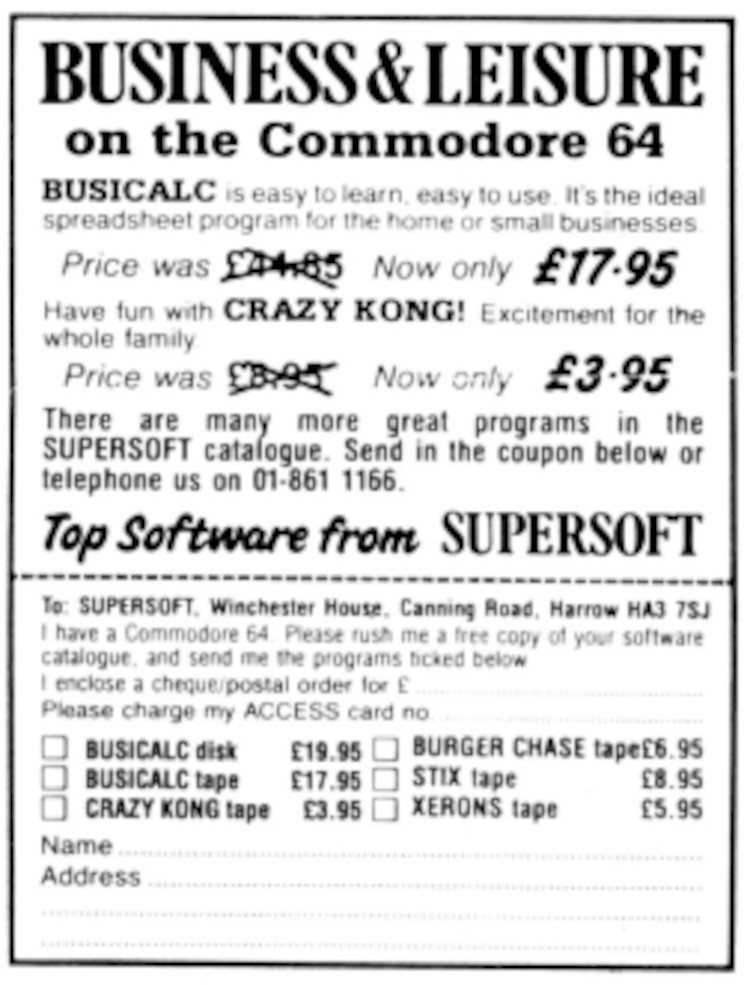 BUSINESS & LEISURE
on the Commodore 64
BUSICALC is easy to learn, easy to use. It's the ideal
spreadsheet program for the home or small businesses.
Price was £44.85 Now only £17·95
Have fun with CRAZY KONG! Excitement for the
whole family.
Price was £8.95 Now only £3·95
There are many more great programs in the
SUPERSOFT catalogue. Send in the coupon below or
telephone us on 01-861 1166.
Top Software from SUPERSOFT
To: SUPERSOFT, Winchester House, Canning Road, Harrow HA3 7SJ
I have a Commodore 64. Please rush me a free copy of your software
catalogue, and send me the programs ticked below
I enclose a cheque/postal order for £
Please charge my ACCESS card no.
BUSICALC disk £19.95 BURGER CHASE tape£6.95
BUSICALC tape £17.95 STIX tape £8.95
CRAZY KONG tape £3.95 XERONS tape £5.95
Name
Address